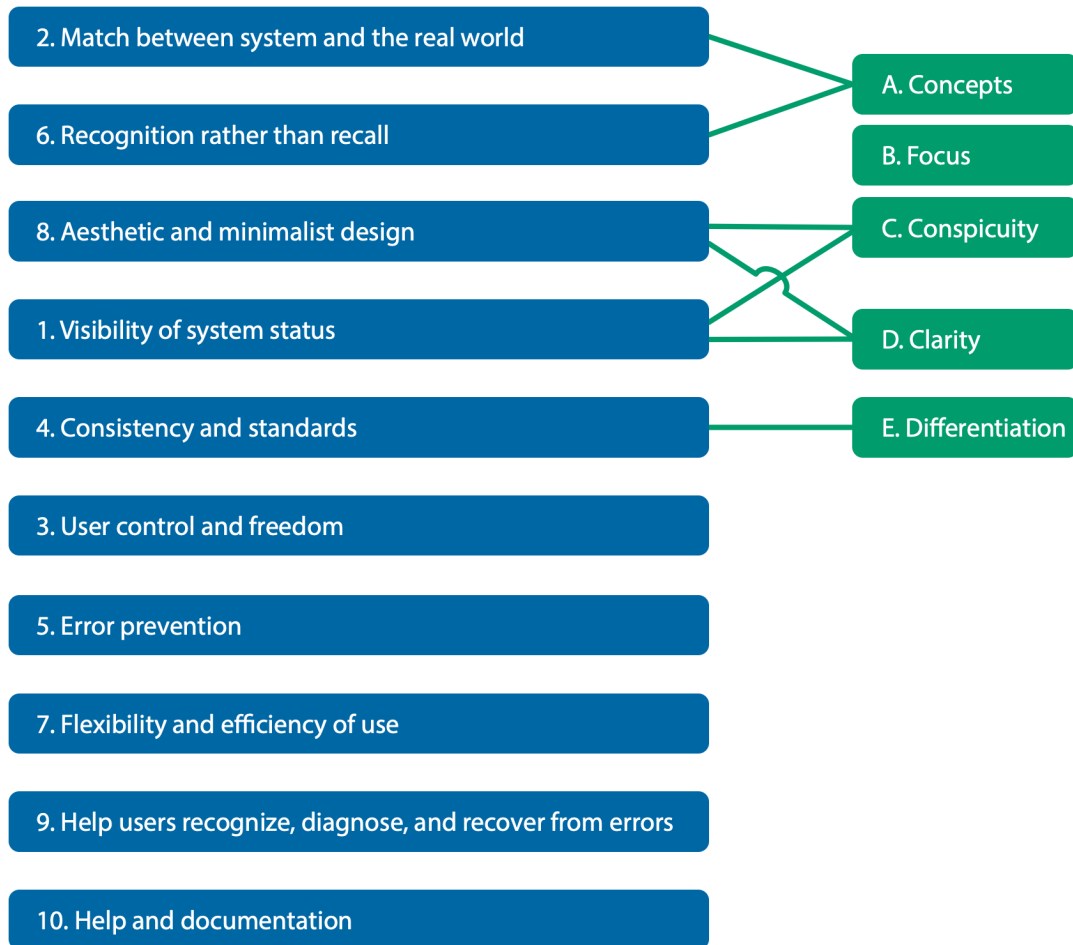 2. Match between system and the real world
6. Recognition rather than recall
8. Aesthetic and minimalist design
1. Visibility of system status
4. Consistency and standards
3. User control and freedom
5. Error prevention
7. Flexibility and efficiency of use
9. Help users recognize, diagnose, and recover from errors
10. Help and documentation
A. Concepts
B. Focus
C. Conspicuity
D. Clarity
E. Differentiation